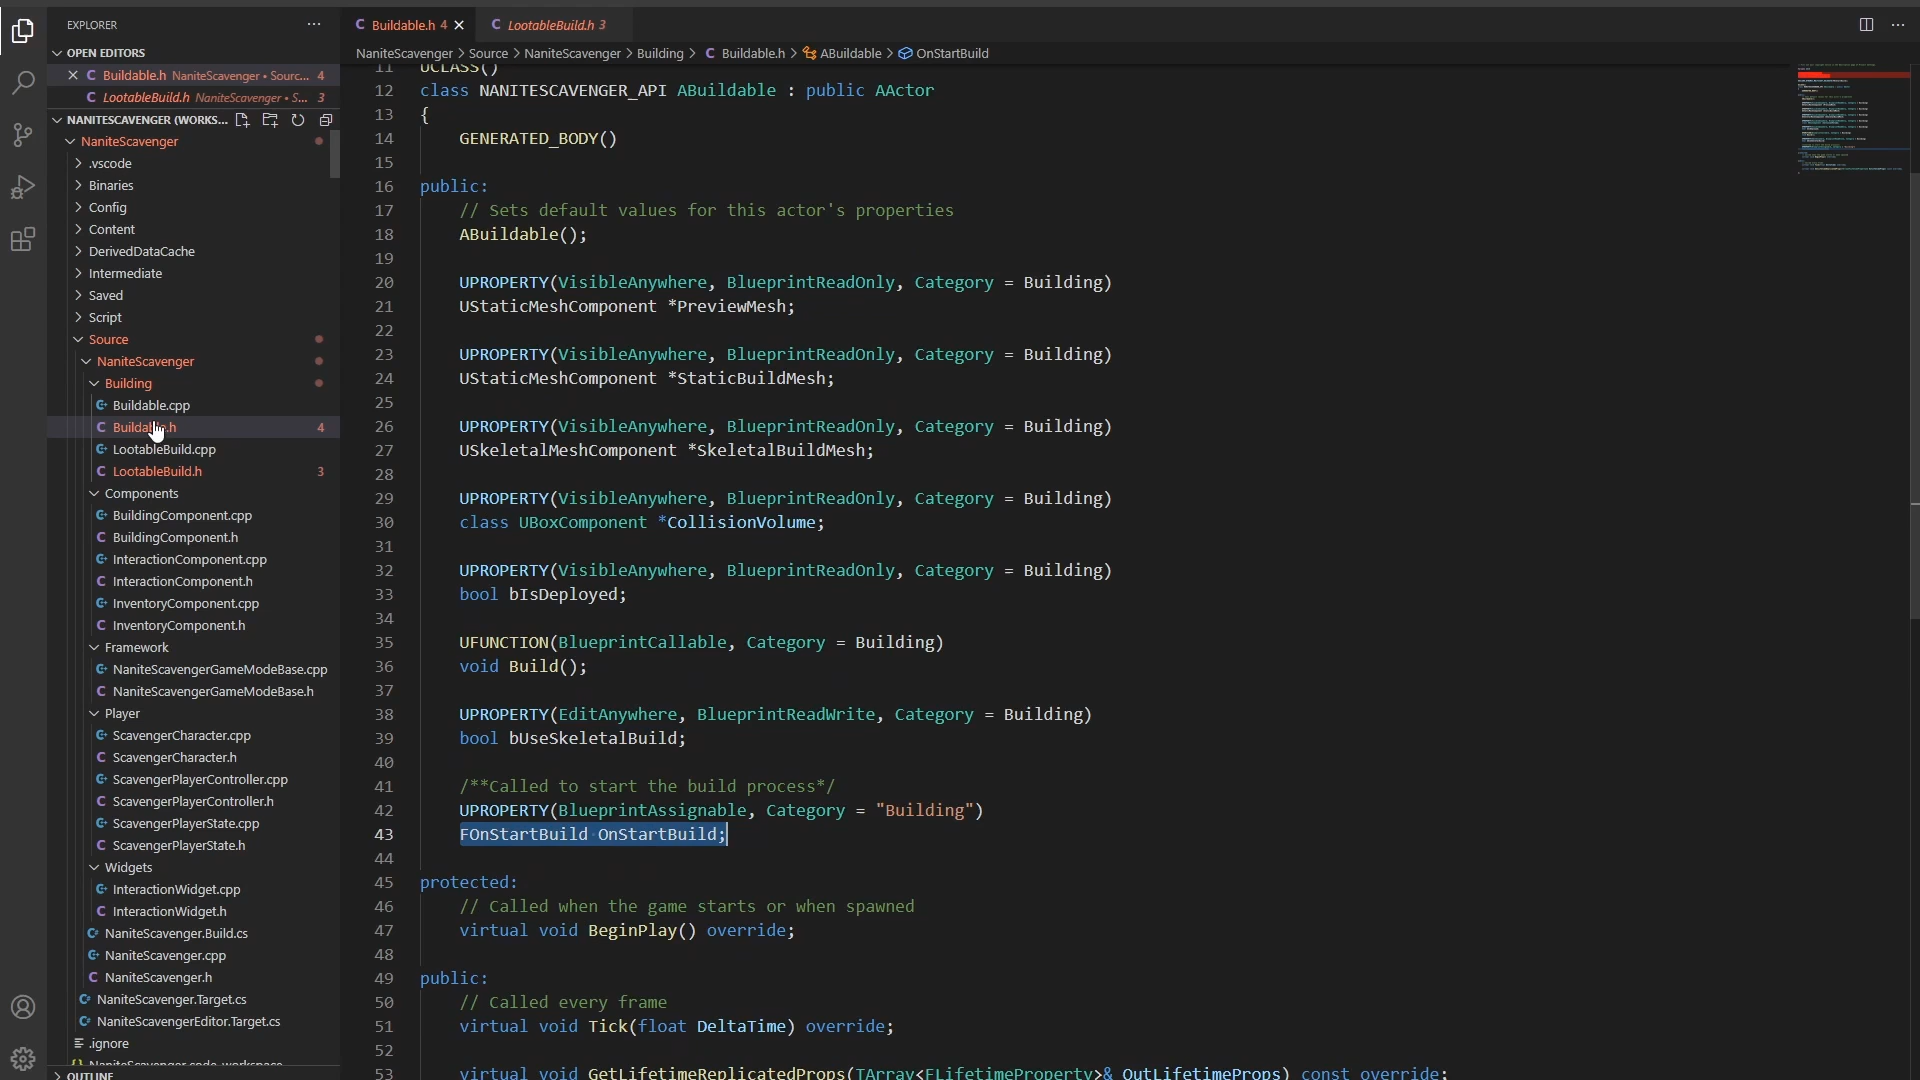 EXPLORER
OPEN EDITORS
Buildable.h NaniteScavenger • Sourc... 4
LootableBuild.h NaniteScavenger • S... 3
NANITESCAVENGER (WORKS...
NaniteScavenger
.vscode
Binaries
Config
Content
DerivedDataCache
Intermediate
Saved
Script
Source
NaniteScavenger
Building
Buildable.cpp
Buildable.h 4
LootableBuild.cpp
LootableBuild.h 3
Components
BuildingComponent.cpp
BuildingComponent.h
InteractionComponent.cpp
InteractionComponent.h
InventoryComponent.cpp
InventoryComponent.h
Framework
NaniteScavengerGameModeBase.cpp
NaniteScavengerGameModeBase.h
Player
ScavengerCharacter.cpp
ScavengerCharacter.h
ScavengerPlayerController.cpp
ScavengerPlayerController.h
ScavengerPlayerState.cpp
ScavengerPlayerState.h
Widgets
InteractionWidget.cpp
InteractionWidget.h
NaniteScavenger.Build.cs
NaniteScavenger.cpp
NaniteScavenger.h
NaniteScavenger.Target.cs
NaniteScavengerEditor.Target.cs
.ignore
NaniteScavenger.code-workspace
OUTLINE
Buildable.h 4
LootableBuild.h 3
NaniteScavenger > Source > NaniteScavenger > Building > Buildable.h > ABuildable > OnStartBuild
11 UCLASS()
12 class NANITESCAVENGER_API ABuildable : public AActor
13 {
14 GENERATED_BODY()
15
16 public:
17 // Sets default values for this actor's properties
18 ABuildable();
19
20 UPROPERTY(VisibleAnywhere, BlueprintReadOnly, Category = Building)
21 UStaticMeshComponent *PreviewMesh;
22
23 UPROPERTY(VisibleAnywhere, BlueprintReadOnly, Category = Building)
24 UStaticMeshComponent *StaticBuildMesh;
25
26 UPROPERTY(VisibleAnywhere, BlueprintReadOnly, Category = Building)
27 USkeletalMeshComponent *SkeletalBuildMesh;
28
29 UPROPERTY(VisibleAnywhere, BlueprintReadOnly, Category = Building)
30 class UBoxComponent *CollisionVolume;
31
32 UPROPERTY(VisibleAnywhere, BlueprintReadOnly, Category = Building)
33 bool bIsDeployed;
34
35 UFUNCTION(BlueprintCallable, Category = Building)
36 void Build();
37
38 UPROPERTY(EditAnywhere, BlueprintReadWrite, Category = Building)
39 bool bUseSkeletalBuild;
40
41 /**Called to start the build process*/
42 UPROPERTY(BlueprintAssignable, Category = "Building")
43 FOnStartBuild OnStartBuild;
44
45 protected:
46 // Called when the game starts or when spawned
47 virtual void BeginPlay() override;
48
49 public:
50 // Called every frame
51 virtual void Tick(float DeltaTime) override;
52
53 virtual void GetLifetimeReplicatedProps(TArray<FLifetimeProperty>& OutLifetimeProps) const override;